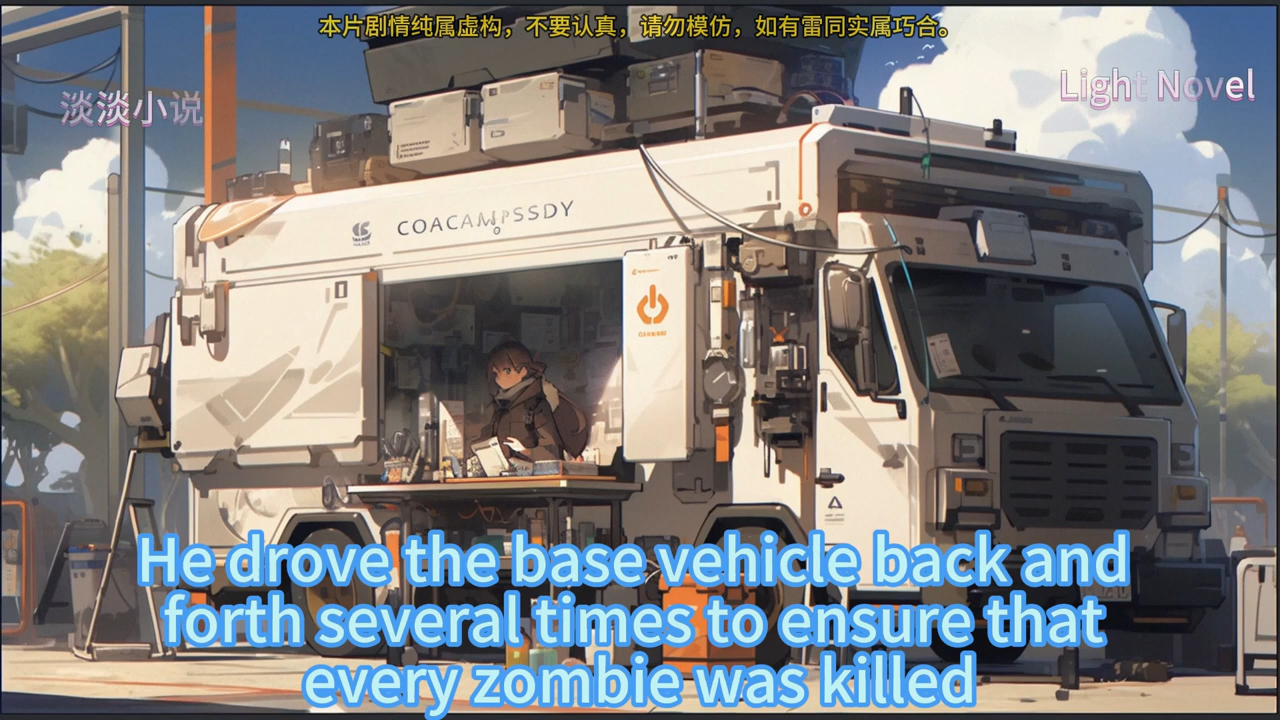 本片剧情纯属虚构，不要认真，请勿模仿，如有雷同实属巧合。
淡淡小说
Light Novel
COACAMPSSDY
He drove the base vehicle back and
forth several times to ensure that
every zombie was killed